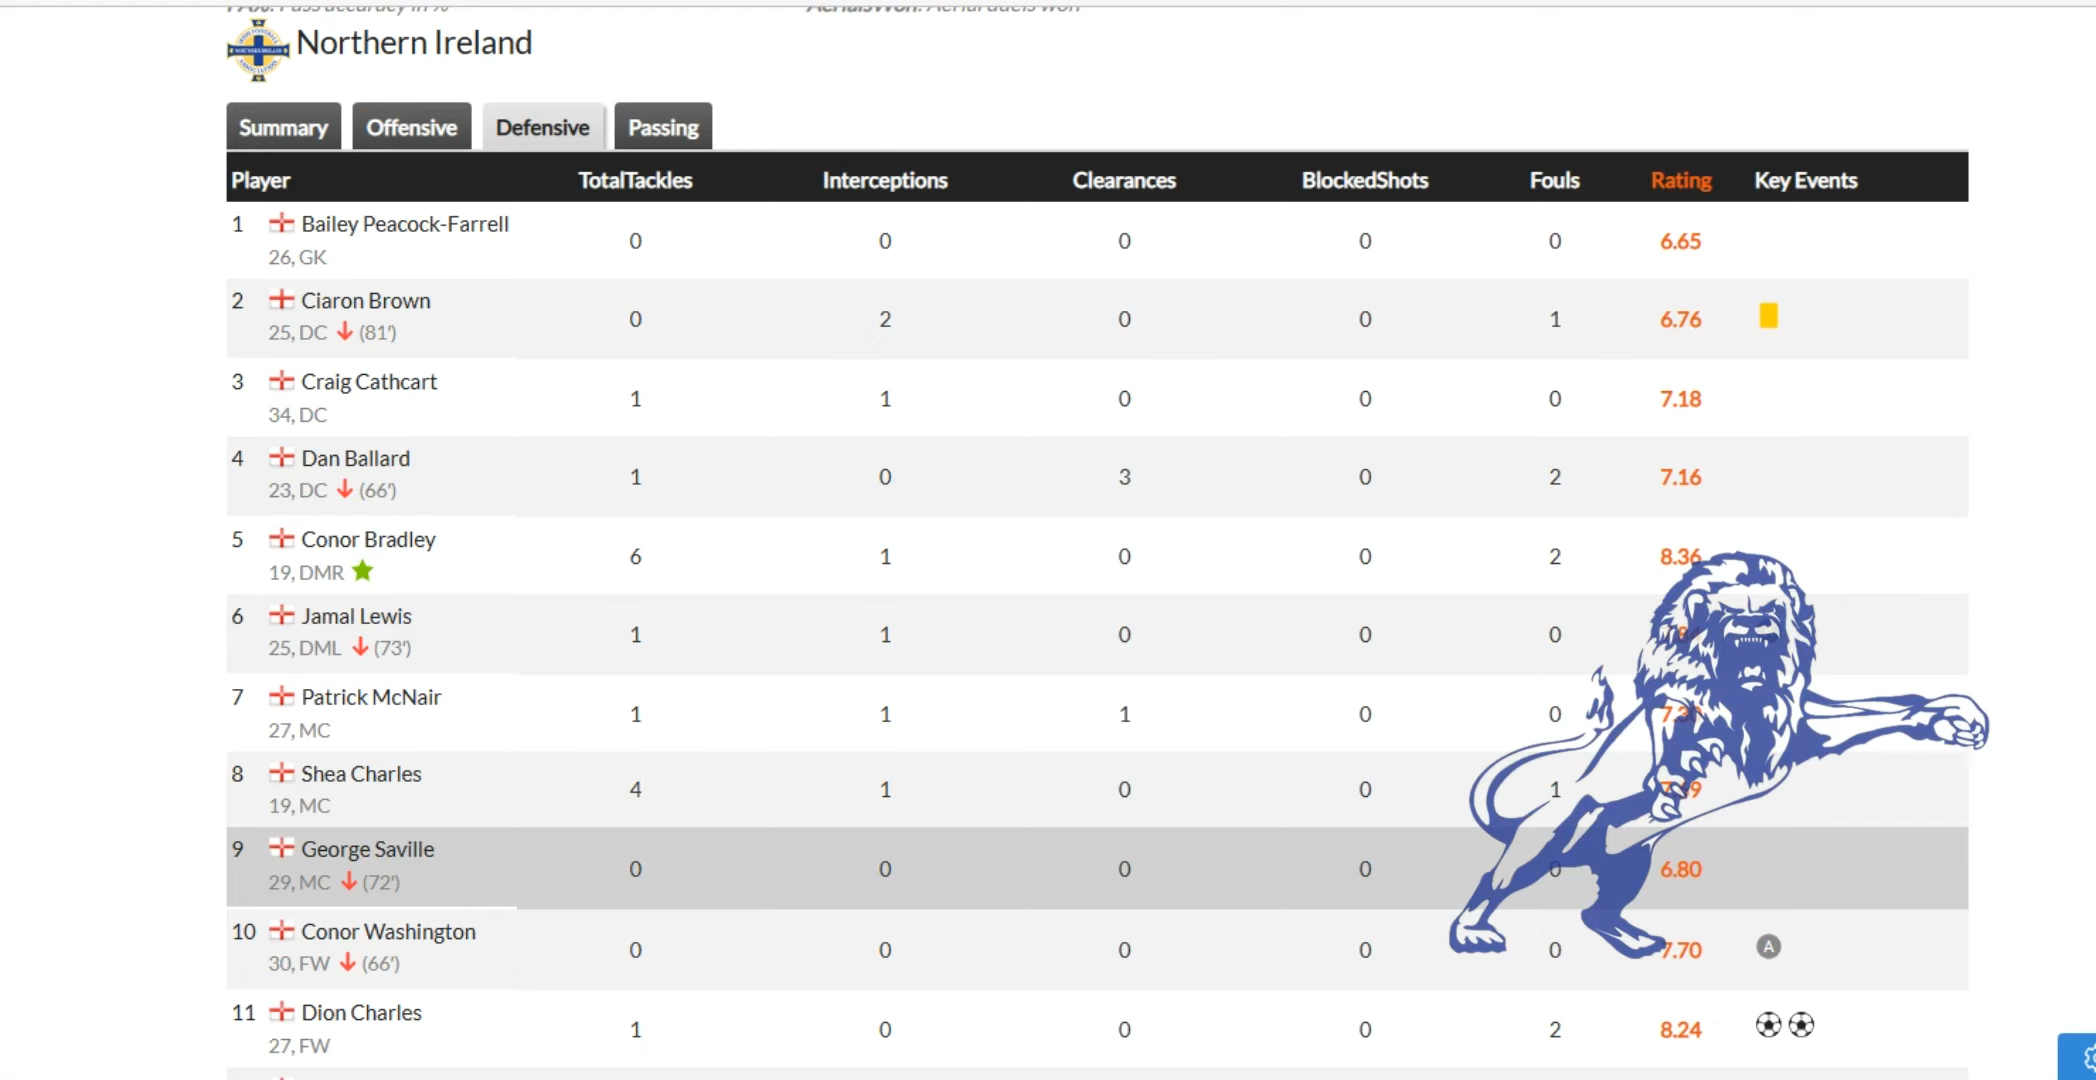 Northern Ireland
Summary Offensive Defensive Passing
Player TotalTackles Interceptions Clearances BlockedShots Fouls Rating Key Events
1 Bailey Peacock-Farrell 0 0 0 0 0 6.65
26, GK
2 Ciaron Brown 0 2 0 0 1 6.76
25, DC (81')
3 Craig Cathcart 1 1 0 0 0 7.18
34, DC
4 Dan Ballard 1 0 3 0 2 7.16
23, DC (66')
5 Conor Bradley 6 1 0 0 2 8.36
19, DMR
6 Jamal Lewis 1 1 0 0 0
25, DML (73')
7 Patrick McNair 1 1 1 0 0
27, MC
8 Shea Charles 4 1 0 0 1
19, MC
9 George Saville 0 0 0 0 0 6.80
29, MC (72')
10 Conor Washington 0 0 0 0 0 7.70 A
30, FW (66')
11 Dion Charles 1 0 0 0 2 8.24
27, FW